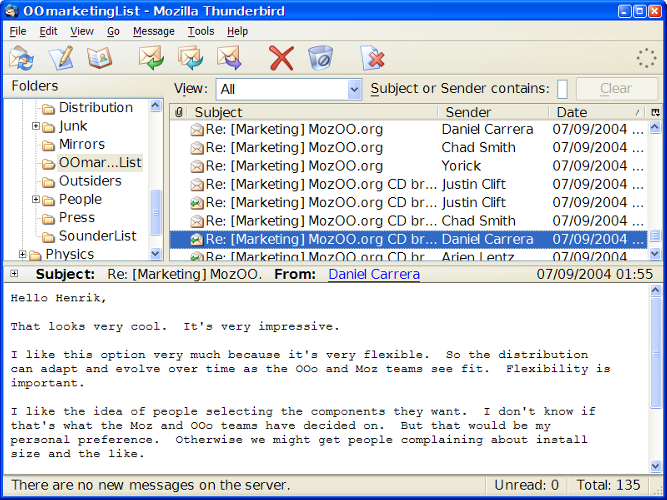 OOmarketingList - Mozilla Thunderbird
File Edit View Go Message Tools Help
Folders
View: All Subject or Sender contains: Clear
Distribution
Junk
Mirrors
OOmar...List
Outsiders
People
Press
SounderList
Physics
Subject Sender Date
Re: [Marketing] MozOO.org Daniel Carrera 07/09/2004 ...
Re: [Marketing] MozOO.org Chad Smith 07/09/2004 ...
Re: [Marketing] MozOO.org Yorick 07/09/2004 ...
Re: [Marketing] MozOO.org CD br... Justin Clift 07/09/2004 ...
Re: [Marketing] MozOO.org CD br... Justin Clift 07/09/2004 ...
Re: [Marketing] MozOO.org CD br... Chad Smith 07/09/2004 ...
Re: [Marketing] MozOO.org CD br... Daniel Carrera 07/09/2004 ...
Re: [Marketing] MozOO.org CD br... Arjen Lentz 07/09/2004 ...
Subject: Re: [Marketing] MozOO. From: Daniel Carrera 07/09/2004 01:55
Hello Henrik,
That looks very cool. It's very impressive.
I like this option very much because it's very flexible. So the distribution
can adapt and evolve over time as the OOo and Moz teams see fit. Flexibility is
important.
I like the idea of people selecting the components they want. I don't know if
that's what the Moz and OOo teams have decided on. But that would be my
personal preference. Otherwise we might get people complaining about install
size and the like.
There are no new messages on the server. Unread: 0 Total: 135